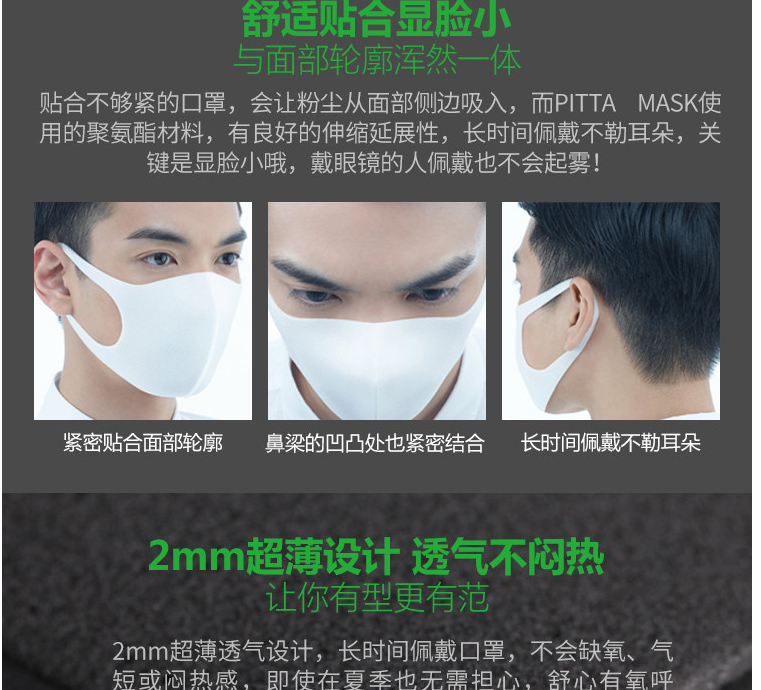 舒适贴合显脸小
与面部轮廓浑然一体
贴合不够紧的口罩，会让粉尘从面部侧边吸入，而PITTA MASK使
用的聚氨酯材料，有良好的伸缩延展性，长时间佩戴不勒耳朵，关
键是显脸小哦，戴眼镜的人佩戴也不会起雾！
紧密贴合面部轮廓
鼻梁的凹凸处也紧密结合
长时间佩戴不勒耳朵
2mm超薄设计 透气不闷热
让你有型更有范
2mm超薄透气设计，长时间佩戴口罩，不会缺氧、气
短或闷热感，即使在夏季也无需担心，舒心有氧呼